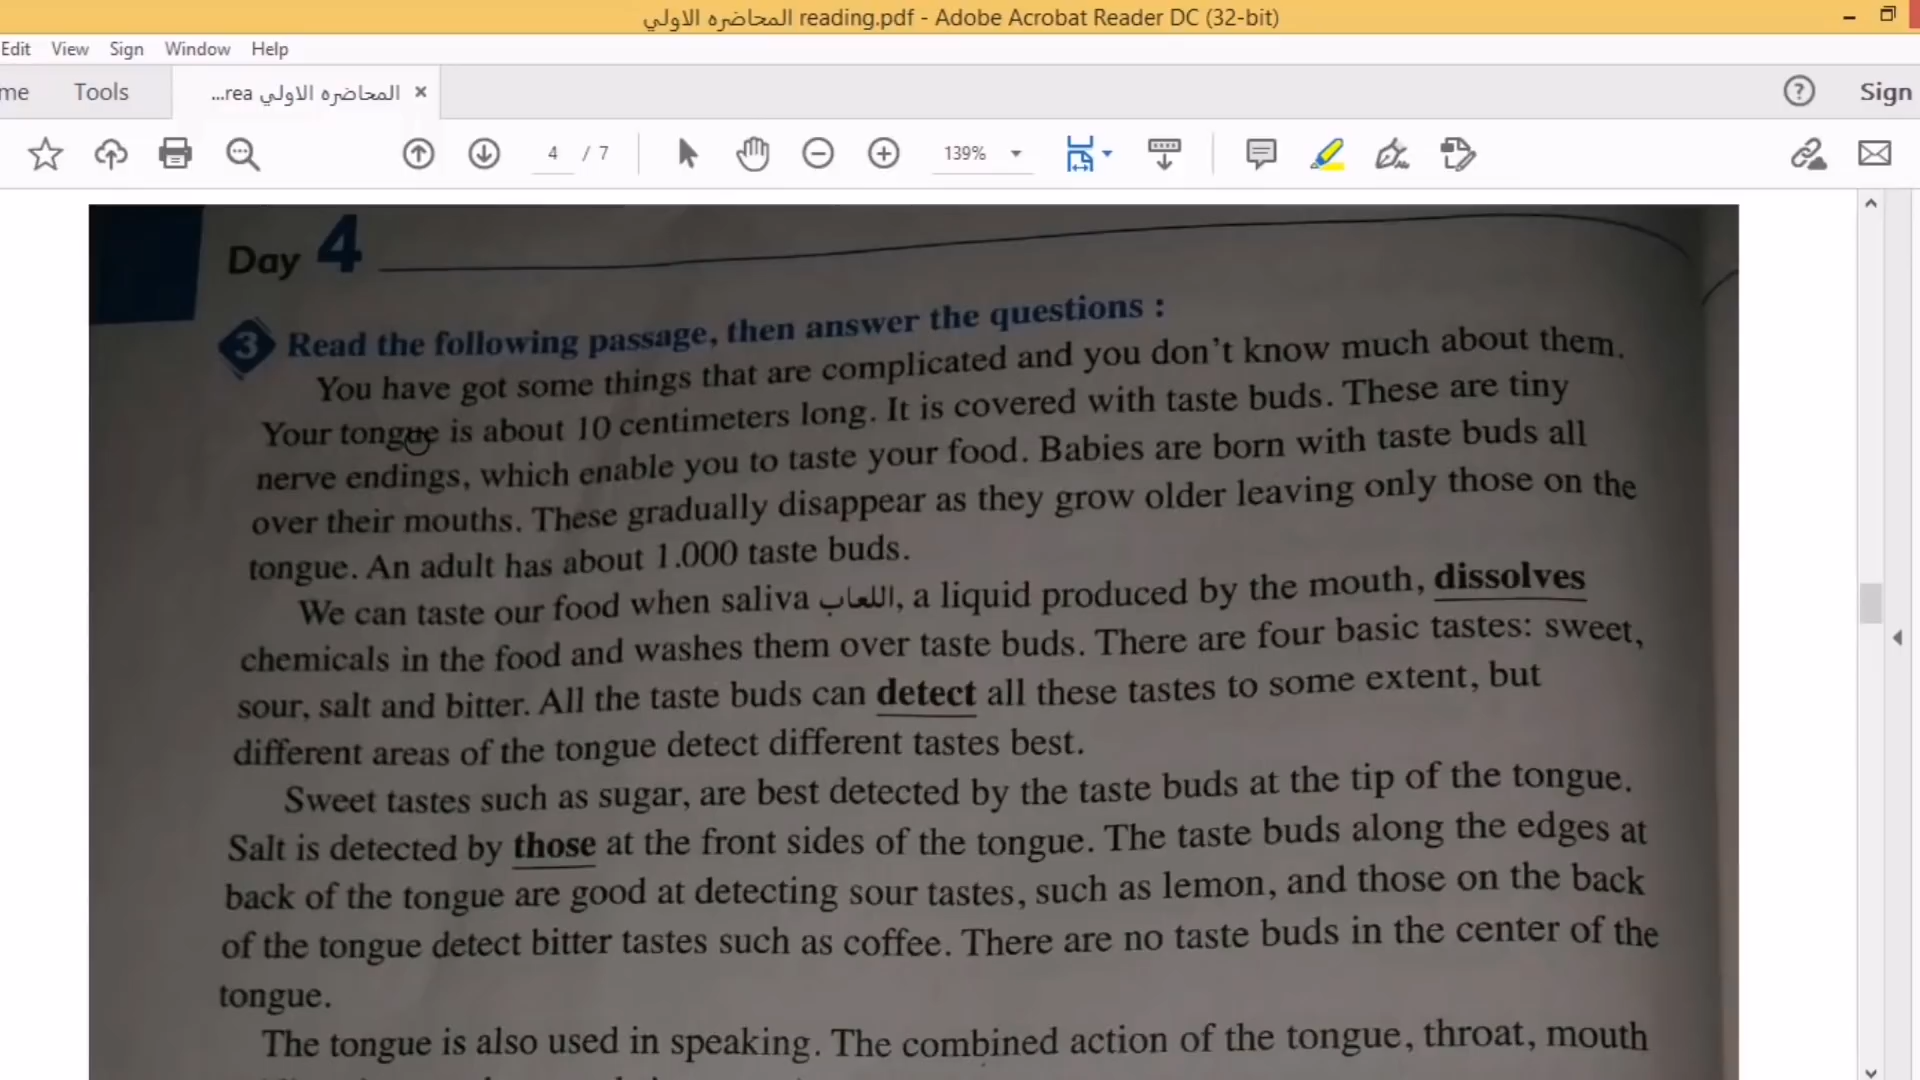 المحاضره الاولي reading.pdf - Adobe Acrobat Reader DC (32-bit)
Edit View Sign Window Help
me Tools المحاضره الاولي rea... × Sign
4 / 7 139%
Day 4
3 Read the following passage, then answer the questions :
You have got some things that are complicated and you don't know much about them.
Your tongue is about 10 centimeters long. It is covered with taste buds. These are tiny
nerve endings, which enable you to taste your food. Babies are born with taste buds all
over their mouths. These gradually disappear as they grow older leaving only those on the
tongue. An adult has about 1.000 taste buds.
We can taste our food when saliva اللعاب, a liquid produced by the mouth, dissolves
chemicals in the food and washes them over taste buds. There are four basic tastes: sweet,
sour, salt and bitter. All the taste buds can detect all these tastes to some extent, but
different areas of the tongue detect different tastes best.
Sweet tastes such as sugar, are best detected by the taste buds at the tip of the tongue.
Salt is detected by those at the front sides of the tongue. The taste buds along the edges at
back of the tongue are good at detecting sour tastes, such as lemon, and those on the back
of the tongue detect bitter tastes such as coffee. There are no taste buds in the center of the
tongue.
The tongue is also used in speaking. The combined action of the tongue, throat, mouth